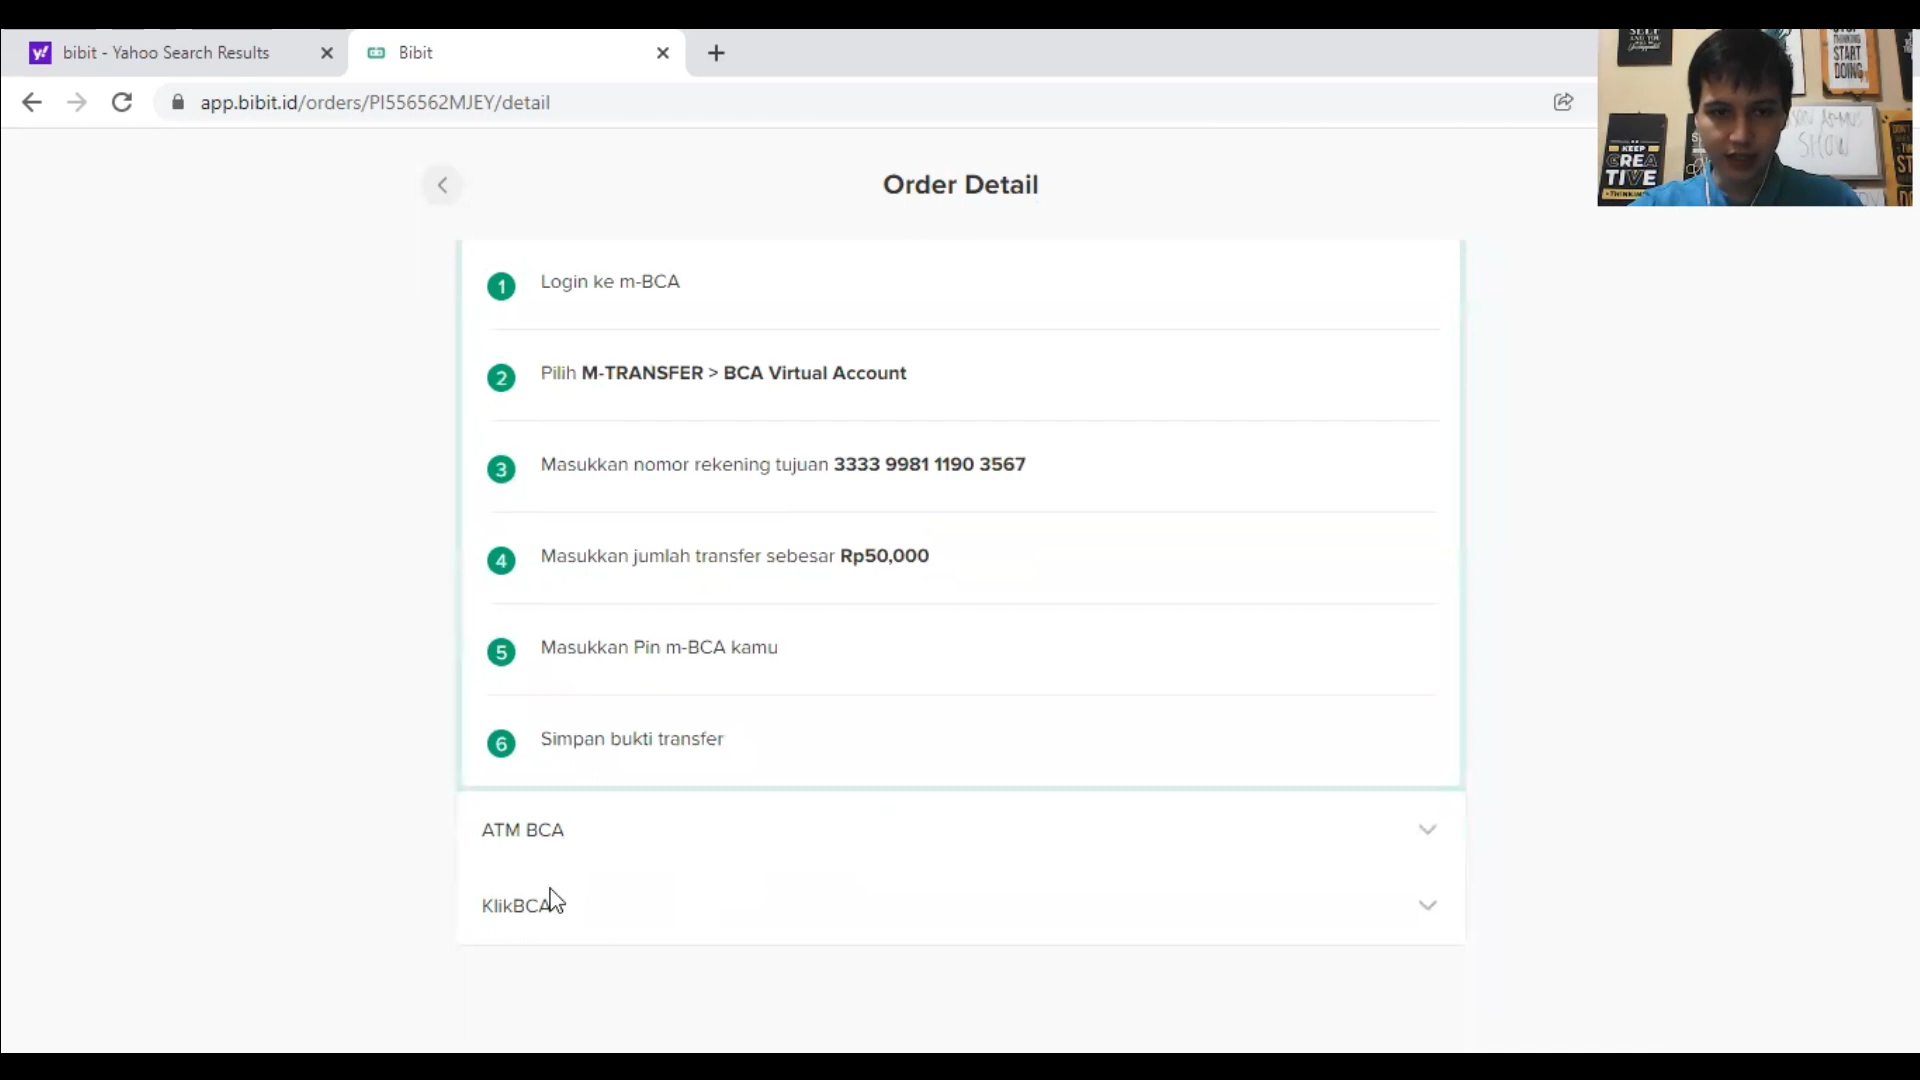 bibit - Yahoo Search Results
Bibit
app.bibit.id/orders/PI556562MJEY/detail
Order Detail
1 Login ke m-BCA
2 Pilih M-TRANSFER > BCA Virtual Account
3 Masukkan nomor rekening tujuan 3333 9981 1190 3567
4 Masukkan jumlah transfer sebesar Rp50,000
5 Masukkan Pin m-BCA kamu
6 Simpan bukti transfer
ATM BCA
KlikBCA
SELF
START
DOING
KEEP
CREA
TIVE
SHOW